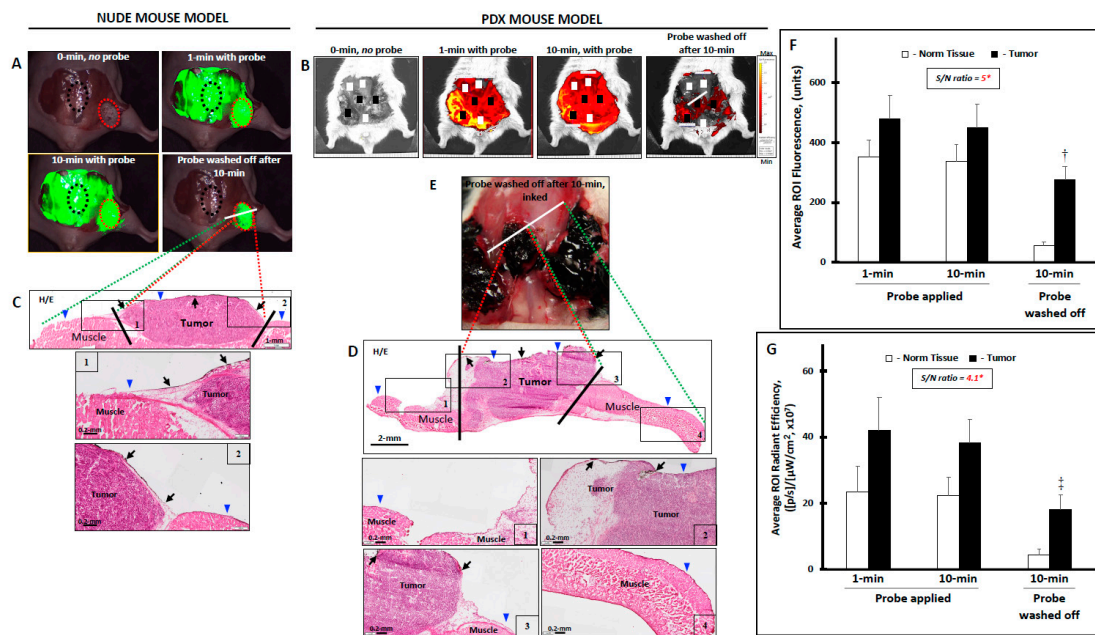 NUDE MOUSE MODEL
PDX MOUSE MODEL
A
0-min, no probe
1-min with probe
10-min with probe
Probe washed off after
10-min
B
0-min, no probe
1-min with probe
10-min, with probe
Probe washed off
after 10-min
Max
Min
E
Probe washed off after 10-min,
inked
C
H/E
Muscle
Tumor
1
2
1-mm
1
Muscle
Tumor
0.2-mm
2
Tumor
0.2-mm
D
H/E
1
2
3
4
Muscle
Tumor
Muscle
2-mm
Muscle
Muscle
0.2-mm
1
Tumor
Tumor
0.2-mm
2
Tumor
0.2-mm
Muscle
3
Muscle
0.2-mm
4
F
- Norm Tissue
- Tumor
S/N ratio = 5*
Average ROI Fluorescence, (units)
600
400
200
0
‡
1-min
10-min
10-min
Probe applied
Probe
washed off
G
- Norm Tissue
- Tumor
S/N ratio = 4.1*
Average ROI Radiant Efficiency,
([p/s]/[µW/cm², x10⁷)
60
40
20
0
‡
1-min
10-min
10-min
Probe applied
Probe
washed off